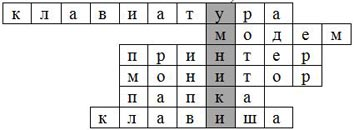 клавиатура
модем
принтер
монитор
папка
клавиша